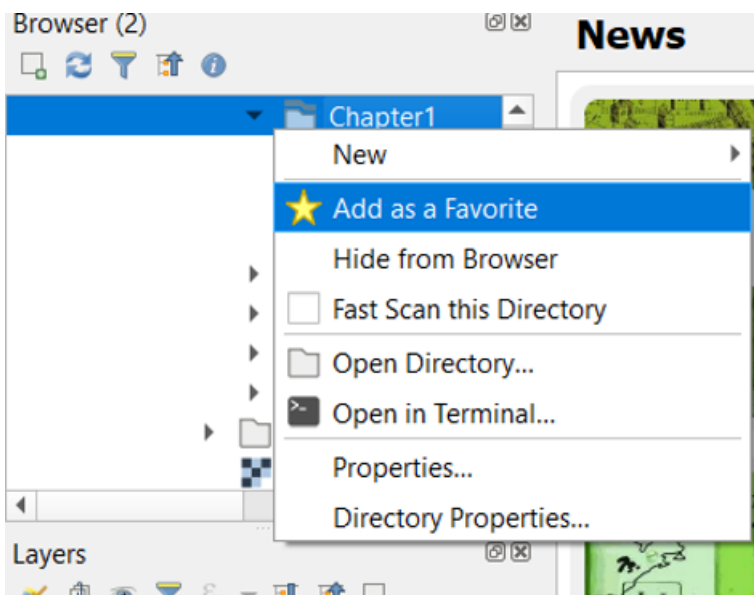 Browser (2)
News
Chapter1
New
Add as a Favorite
Hide from Browser
Fast Scan this Directory
Open Directory...
Open in Terminal...
Properties...
Directory Properties...
Layers